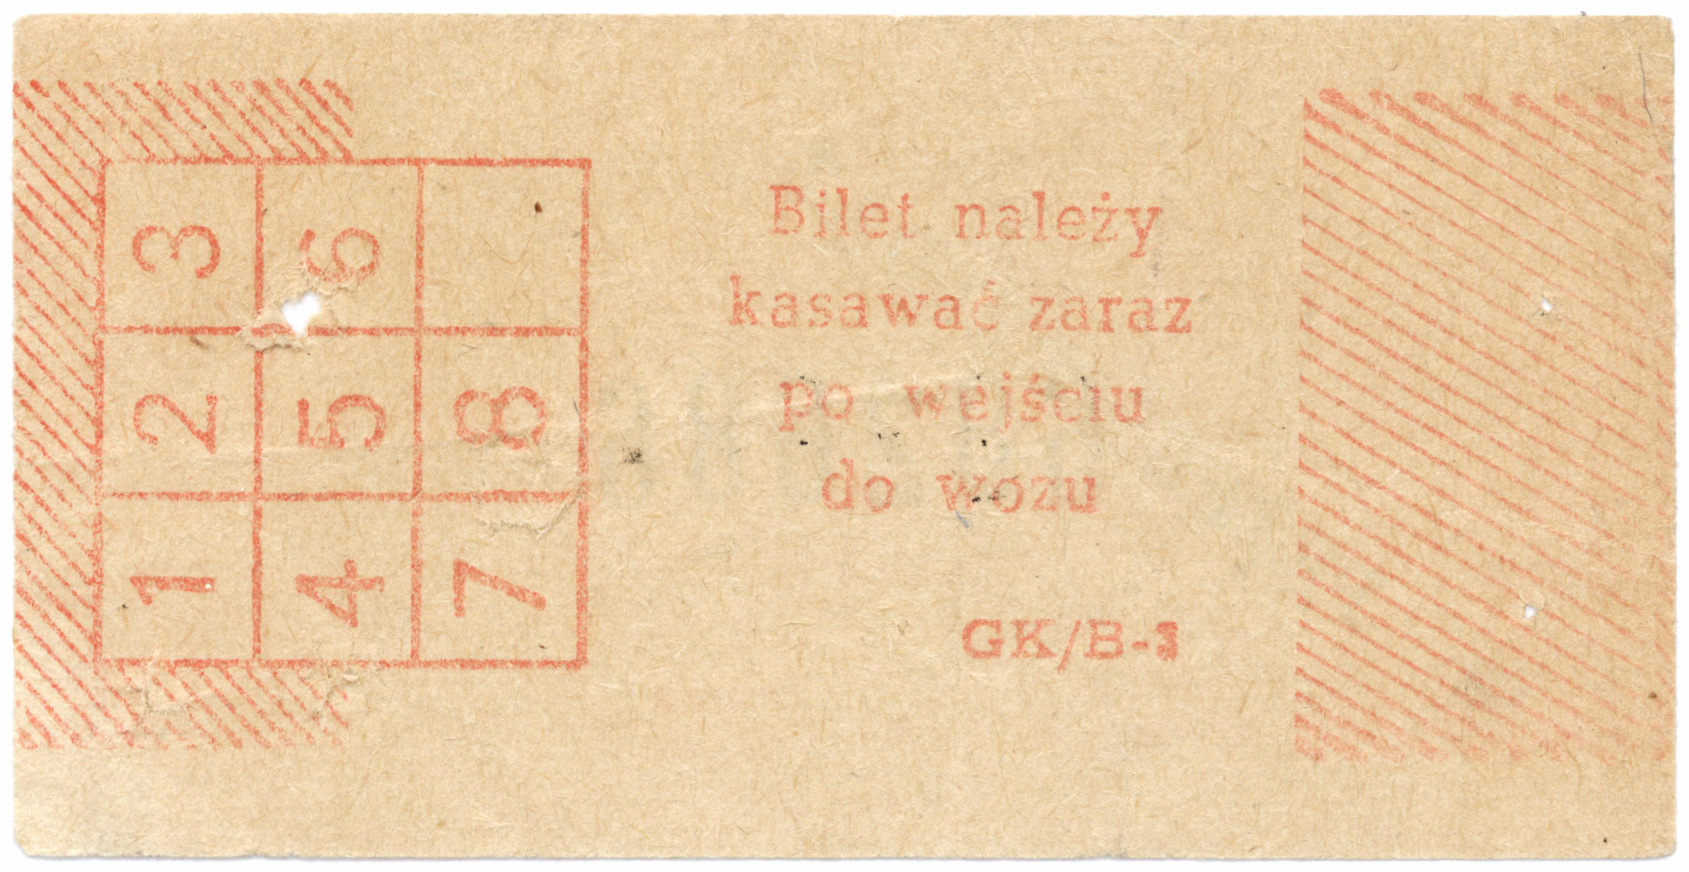 3 6
2 5 8
1 4 7
Bilet należy
kasawać zaraz
po wejściu
do wozu
GK/B-3